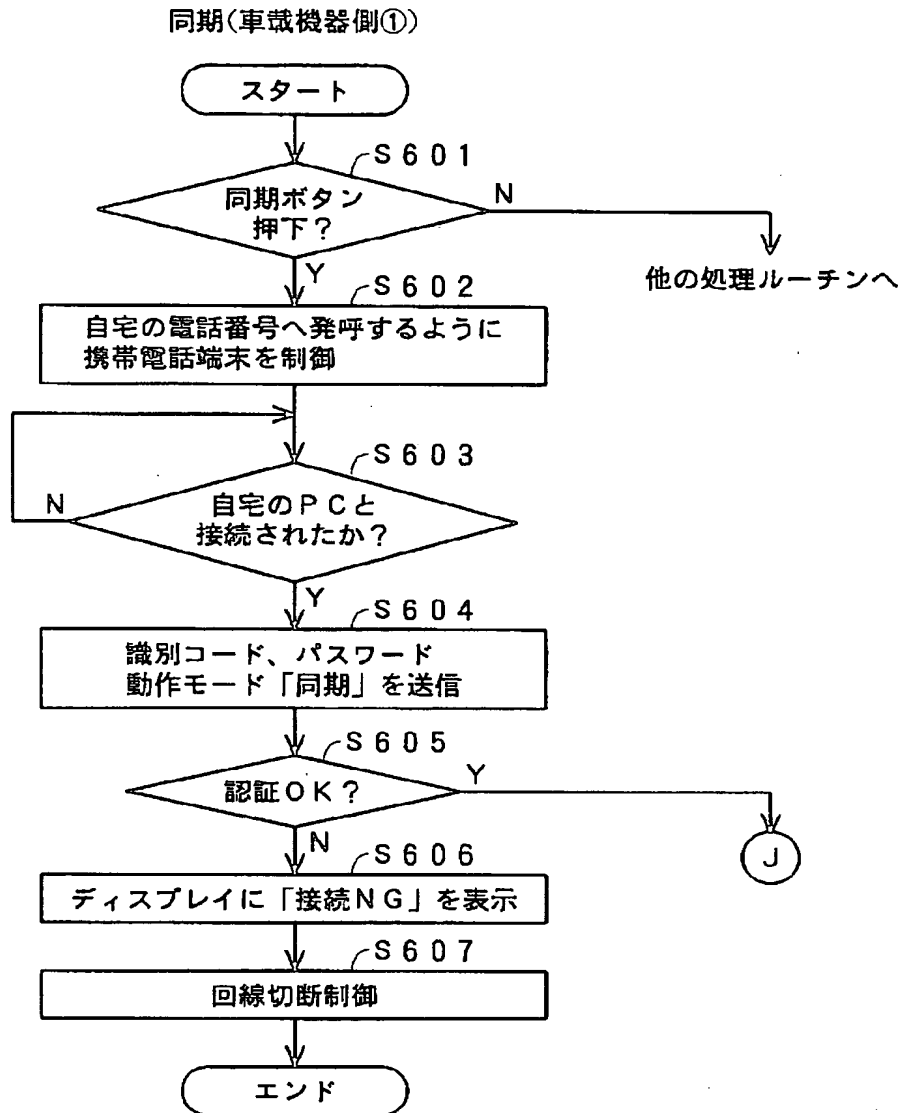 同期(車載機器側①)
スタート
S601
同期ボタン
押下?
N
Y
他の処理ルーチンへ
S602
自宅の電話番号へ発呼するように
携帯電話端末を制御
S603
自宅のPCと
接続されたか?
N
Y
S604
識別コード、パスワード
動作モード「同期」を送信
S605
認証OK?
Y
N
J
S606
ディスプレイに「接続NG」を表示
S607
回線切断制御
エンド